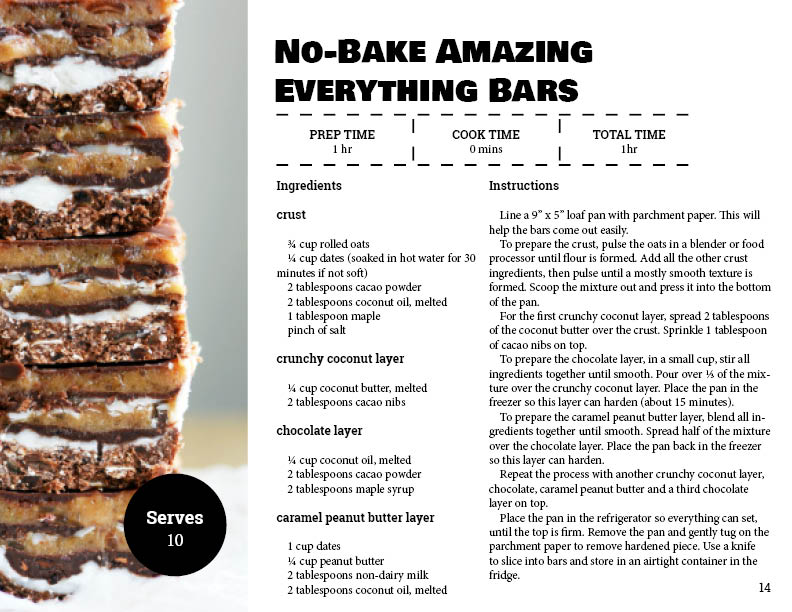 No-Bake Amazing
Everything Bars
PREP TIME
1 hr
COOK TIME
0 mins
TOTAL TIME
1hr
Ingredients
crust
¾ cup rolled oats
¼ cup dates (soaked in hot water for 30
minutes if not soft)
2 tablespoons cacao powder
2 tablespoons coconut oil, melted
1 tablespoon maple
pinch of salt
crunchy coconut layer
¼ cup coconut butter, melted
2 tablespoons cacao nibs
chocolate layer
¼ cup coconut oil, melted
2 tablespoons cacao powder
2 tablespoons maple syrup
caramel peanut butter layer
1 cup dates
¼ cup peanut butter
2 tablespoons non-dairy milk
2 tablespoons coconut oil, melted
Instructions
Line a 9” x 5” loaf pan with parchment paper. This will
help the bars come out easily.
To prepare the crust, pulse the oats in a blender or food
processor until flour is formed. Add all the other crust
ingredients, then pulse until a mostly smooth texture is
formed. Scoop the mixture out and press it into the bottom
of the pan.
For the first crunchy coconut layer, spread 2 tablespoons
of the coconut butter over the crust. Sprinkle 1 tablespoon
of cacao nibs on top.
To prepare the chocolate layer, in a small cup, stir all
ingredients together until smooth. Pour over ⅓ of the mix-
ture over the crunchy coconut layer. Place the pan in the
freezer so this layer can harden (about 15 minutes).
To prepare the caramel peanut butter layer, blend all in-
gredients together until smooth. Spread half of the mixture
over the chocolate layer. Place the pan back in the freezer
so this layer can harden.
Repeat the process with another crunchy coconut layer,
chocolate, caramel peanut butter and a third chocolate
layer on top.
Place the pan in the refrigerator so everything can set,
until the top is firm. Remove the pan and gently tug on the
parchment paper to remove hardened piece. Use a knife
to slice into bars and store in an airtight container in the
fridge.
Serves
10
14